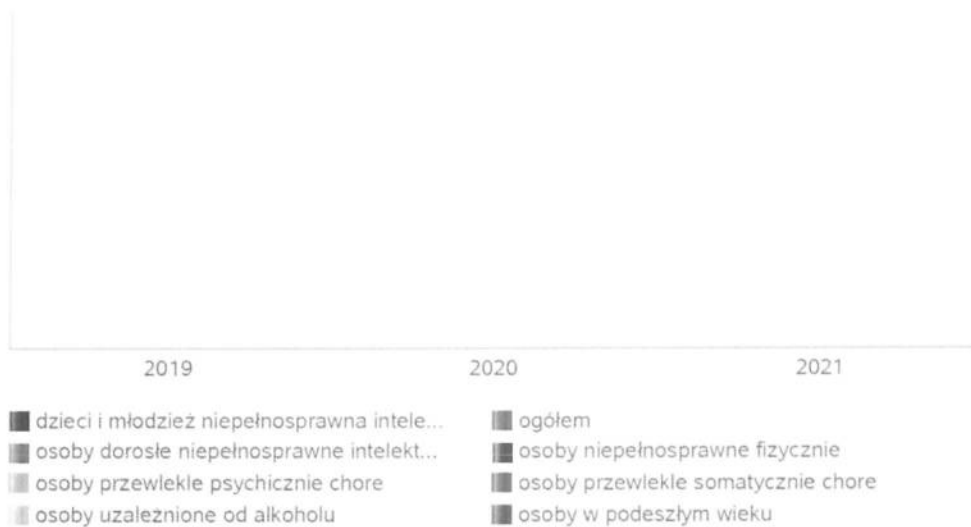 2019 2020 2021
dzieci i młodzież niepełnosprawna intele... ogółem
osoby dorosłe niepełnosprawne intelekt... osoby niepełnosprawne fizycznie
osoby przewlekle psychicznie chore osoby przewlekle somatycznie chore
osoby uzależnione od alkoholu osoby w podeszłym wieku